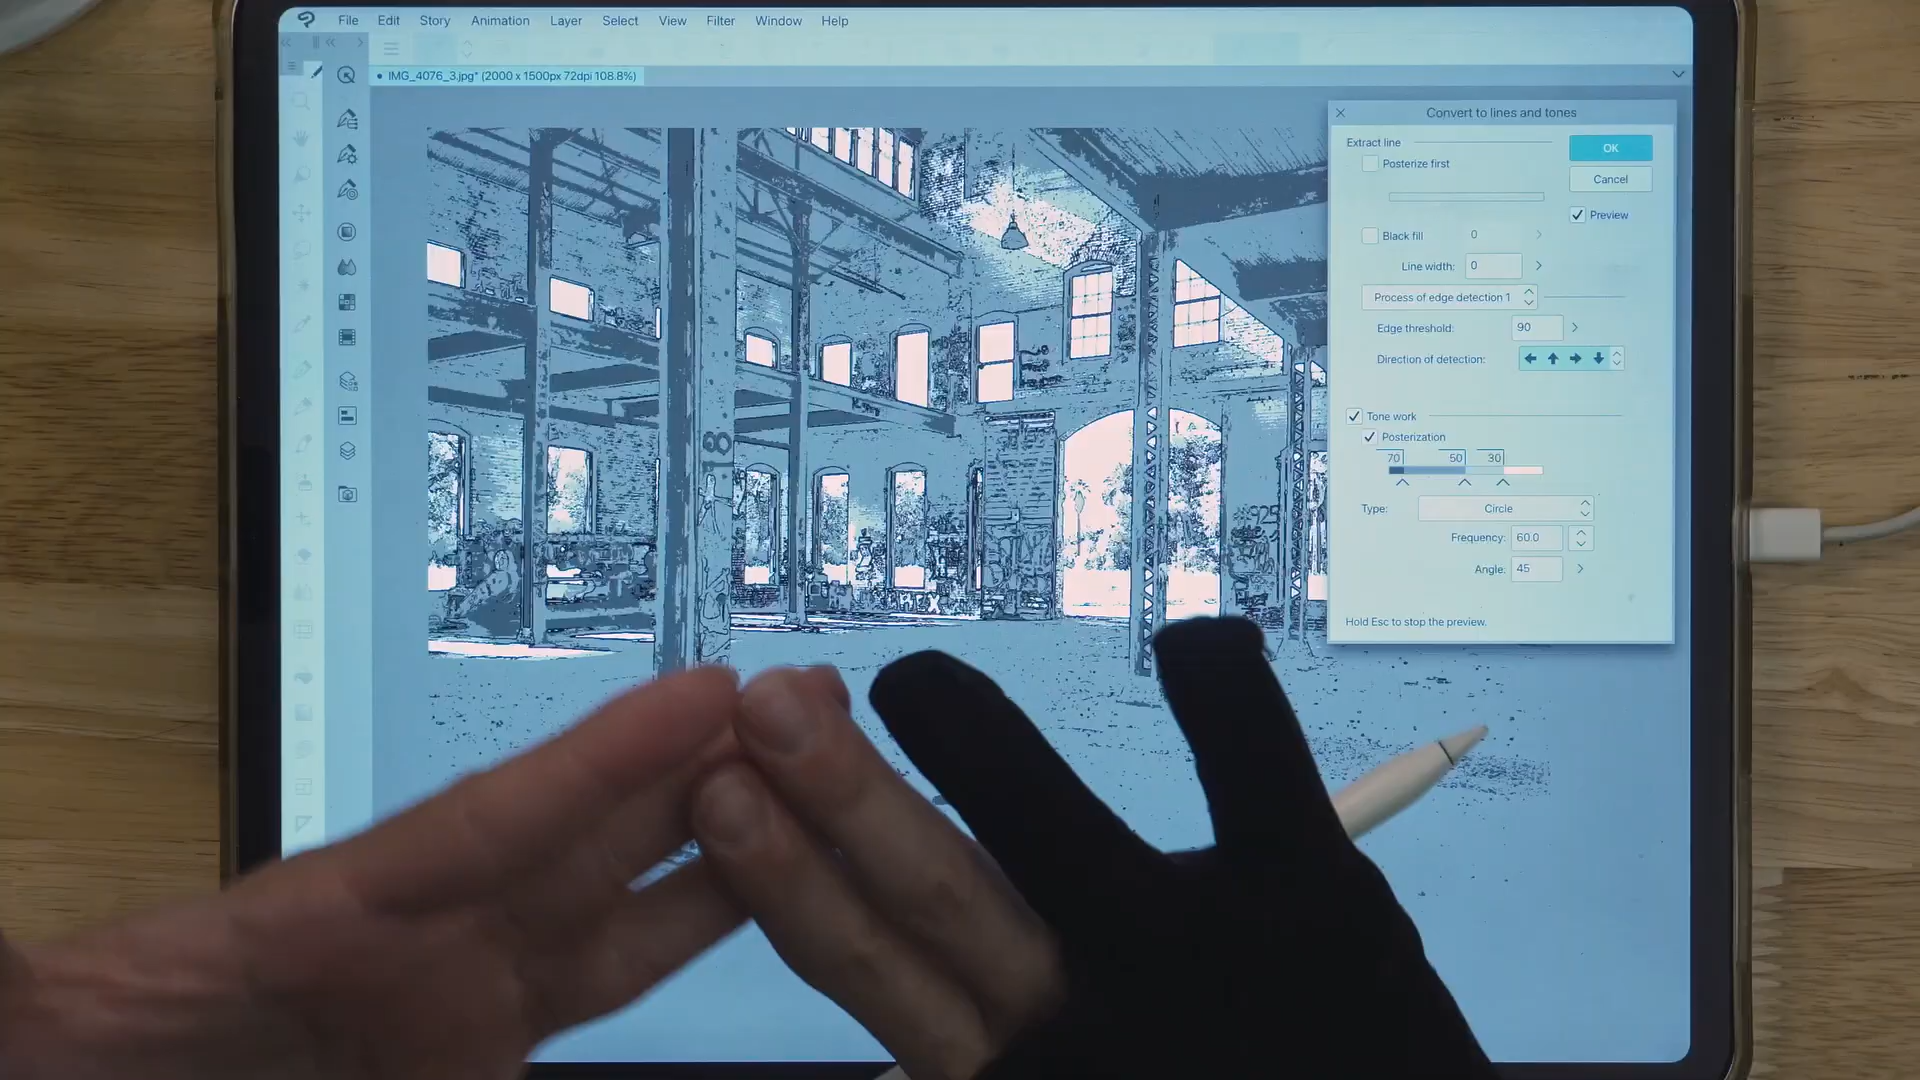 File Edit Story Animation Layer Select View Filter Window Help
IMG_4076_3.jpg* (2000 x 1500px 72dpi 108.8%)
Convert to lines and tones
Extract line
OK
Posterize first
Cancel
Preview
Black fill 0
Line width: 0
Process of edge detection 1
Edge threshold: 90
Direction of detection:
Tone work
Posterization
70 50 30
Type: Circle
Frequency: 60.0
Angle: 45
Hold Esc to stop the preview.
8